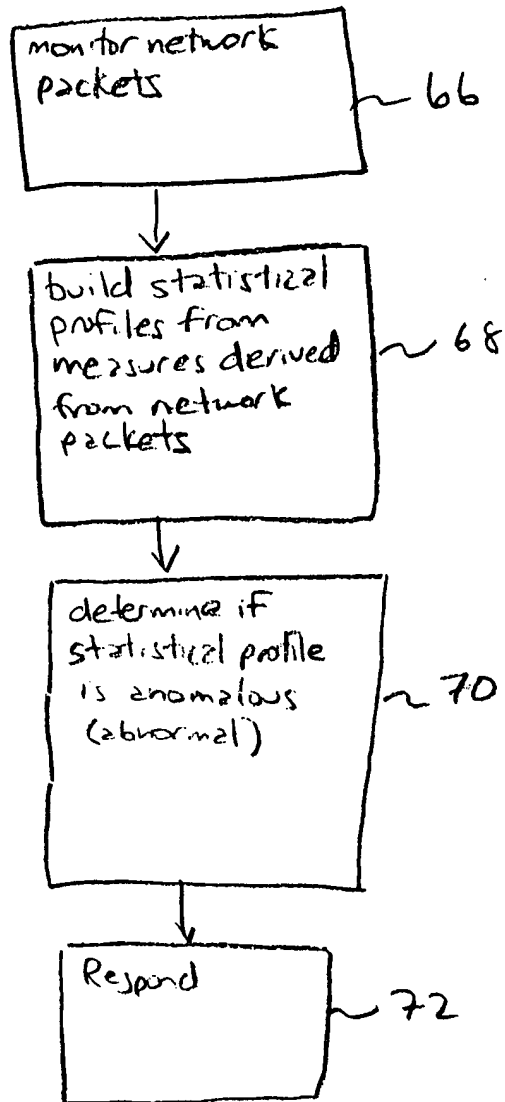 monitor network
packets
66
build statistical
profiles from
measures derived
from network
packets
68
determine if
statistical profile
is anomalous
(abnormal)
70
Respond
72